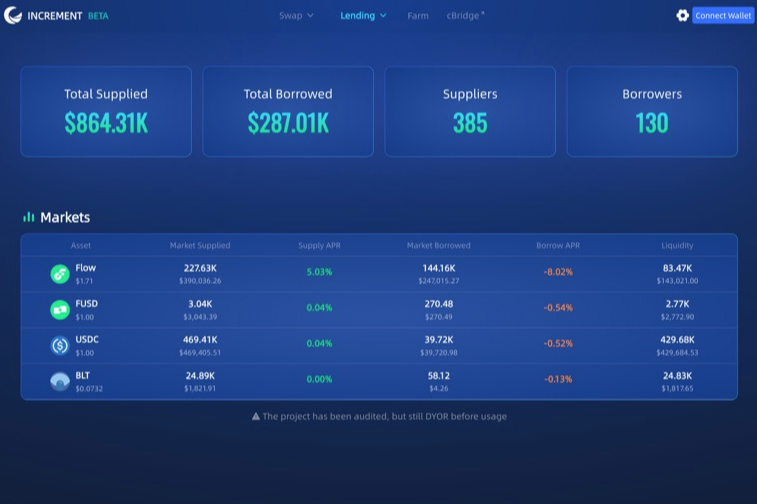 INCREMENT BETA
Swap Lending Farm cBridge
Connect Wallet
Total Supplied Total Borrowed Suppliers Borrowers
$864.31K $287.01K 385 130
Markets
Asset Market Supplied Supply APR Market Borrowed Borrow APR Liquidity
Flow 227.63K 5.03% 144.16K -8.02% 83.47K
$1.71 $390,036.26 $247,015.27 $143,021.00
FUSD 3.04K 0.04% 270.48 -0.54% 2.77K
$1.00 $3,043.39 $270.49 $2,772.90
USDC 469.41K 0.04% 39.72K -0.52% 429.68K
$1.00 $469,405.51 $39,720.98 $429,684.53
BLT 24.89K 0.00% 58.12 -0.13% 24.83K
$0.0732 $1,821.91 $4.26 $1,817.65
The project has been audited, but still DYOR before usage